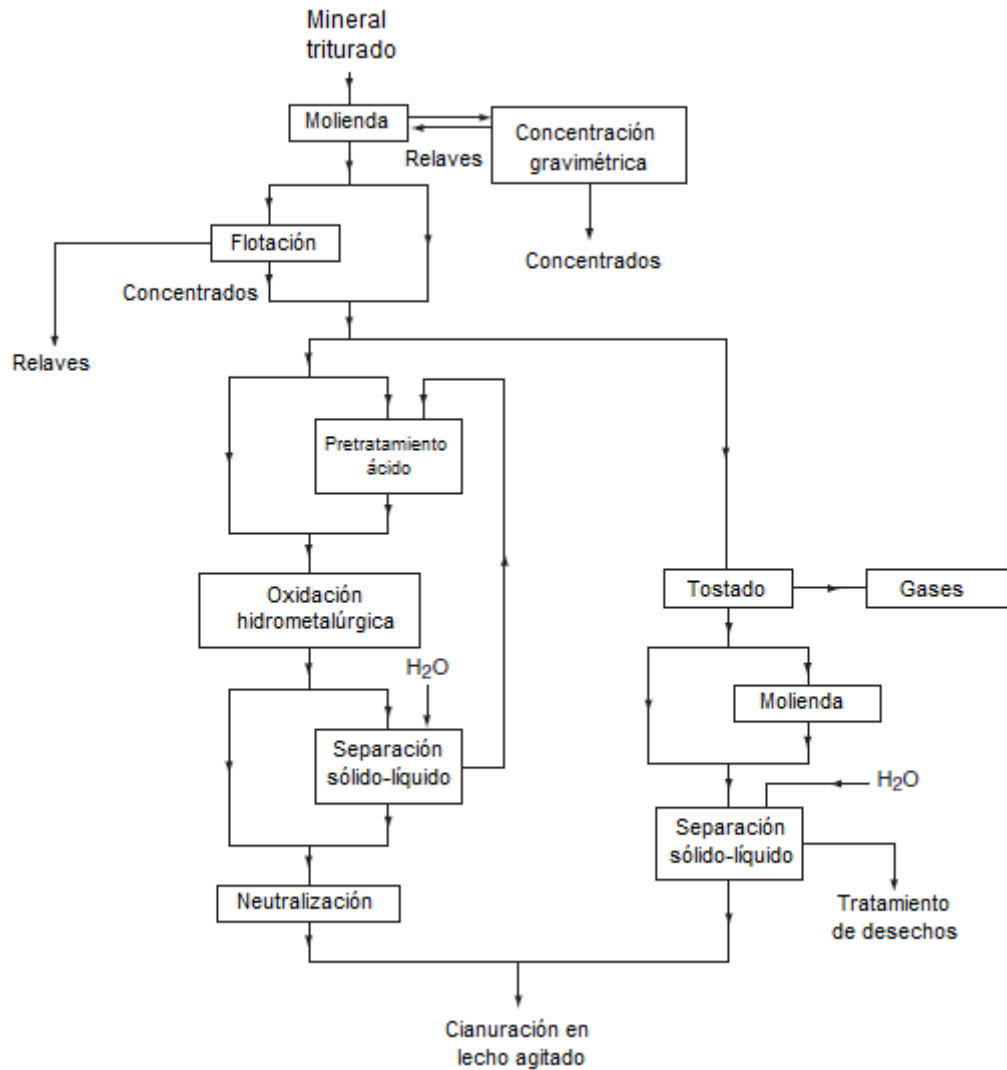 Mineral
triturado
Molienda
Concentración
gravimétrica
Relaves
Flotación
Concentrados
Concentrados
Relaves
Pretratamiento
ácido
Oxidación
hidrometalúrgica
Tostado
Gases
H₂O
Molienda
Separación
sólido-líquido
H₂O
Separación
sólido-líquido
Neutralización
Tratamiento
de desechos
Cianuración en
lecho agitado